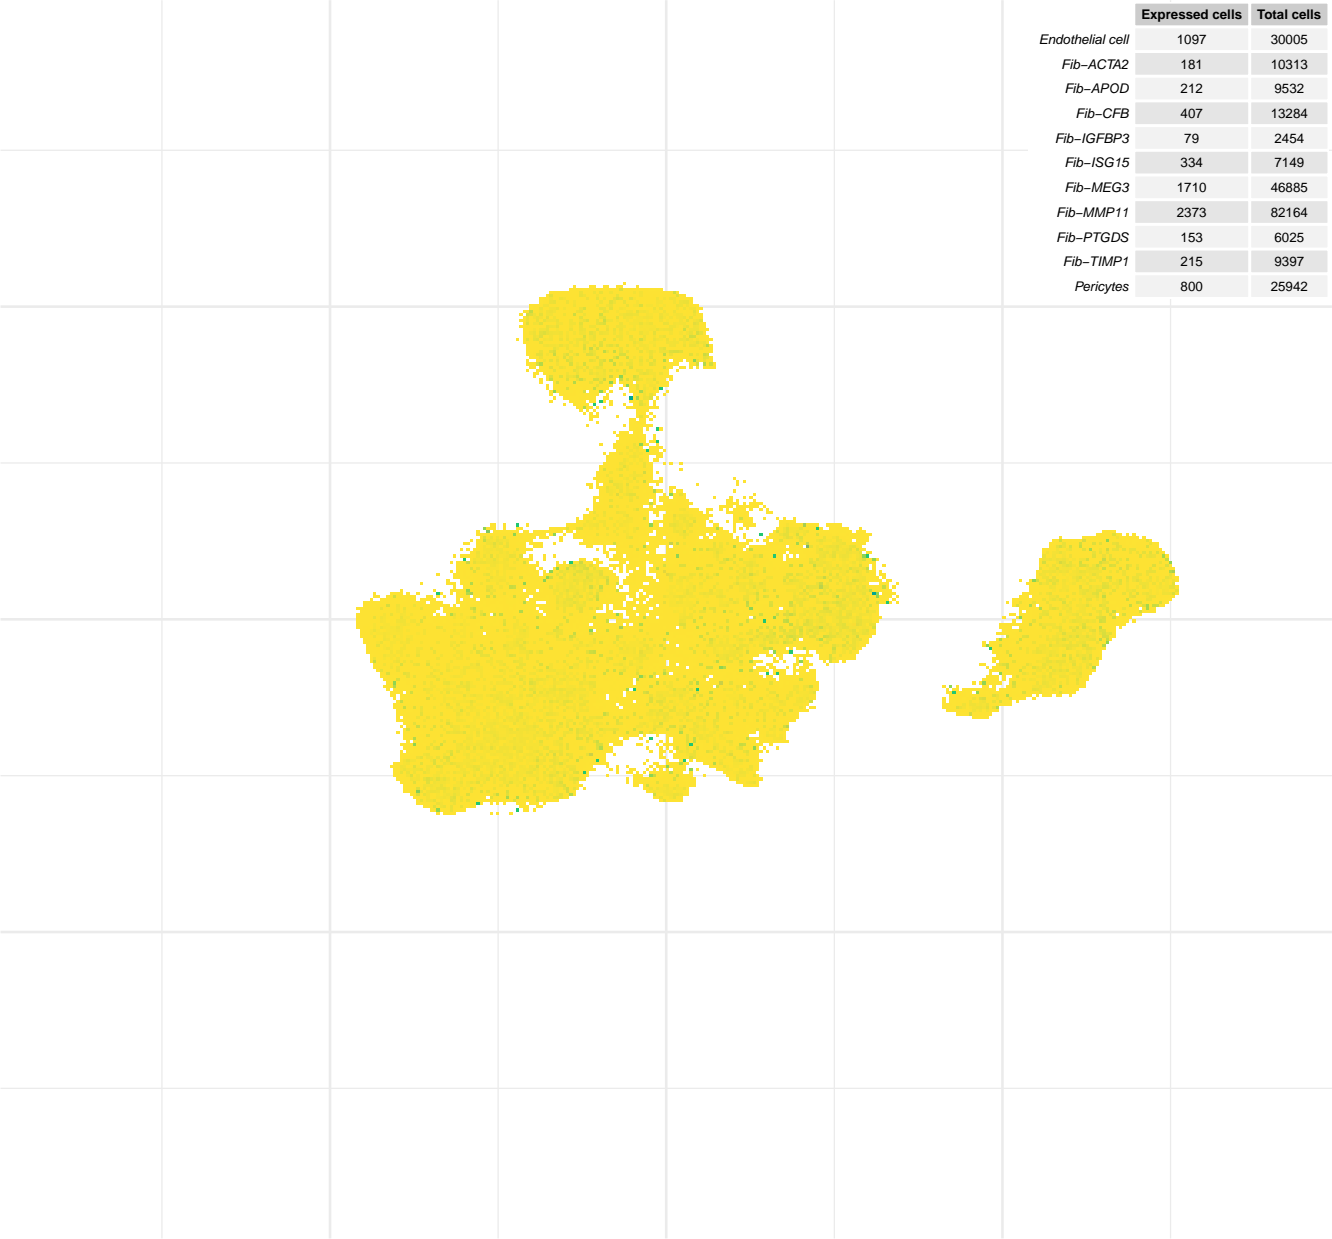 Expressed cells Total cells
Endothelial cell 1097 30005
Fib−ACTA2 181 10313
Fib−APOD 212 9532
Fib−CFB 407 13284
Fib−IGFBP3 79 2454
Fib−ISG15 334 7149
Fib−MEG3 1710 46885
Fib−MMP11 2373 82164
Fib−PTGDS 153 6025
Fib−TIMP1 215 9397
Pericytes 800 25942